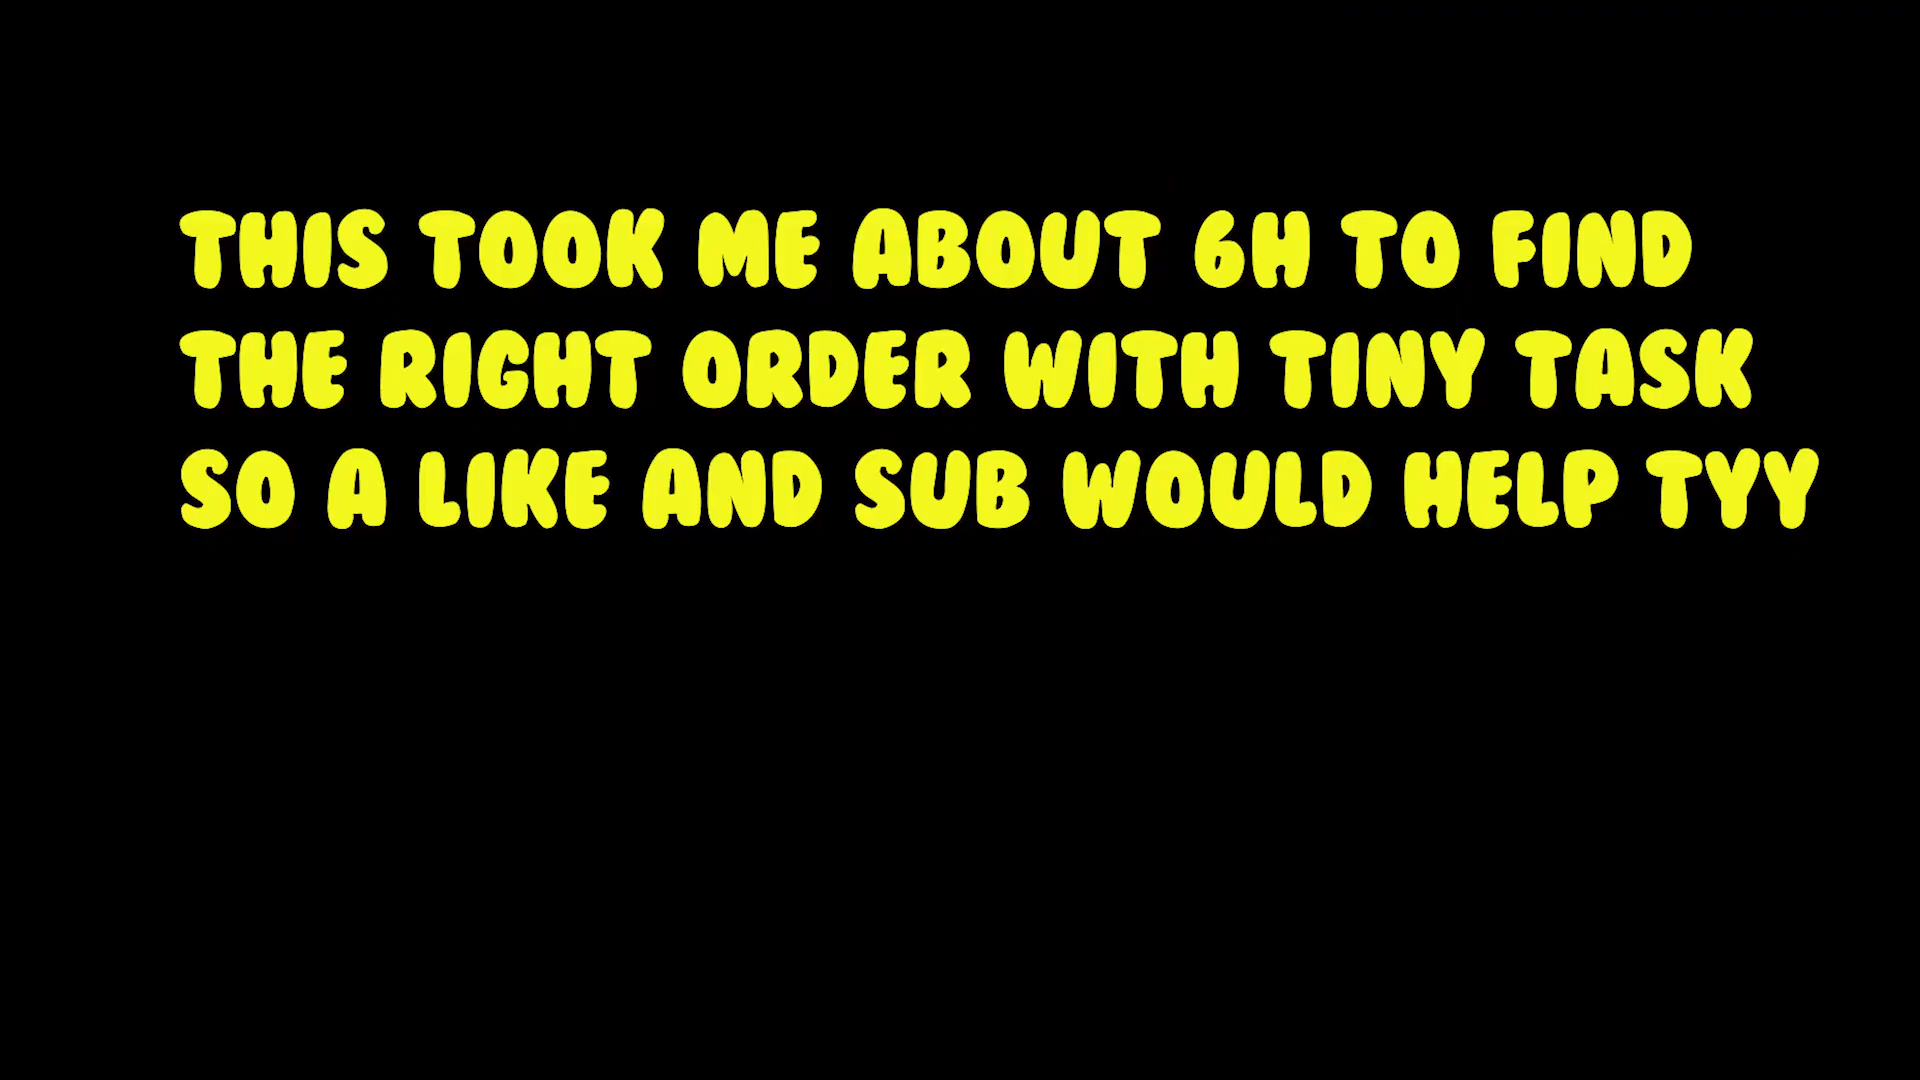 THIS TOOK ME ABOUT 6H TO FIND
THE RIGHT ORDER WITH TINY TASK
SO A LIKE AND SUB WOULD HELP TYY